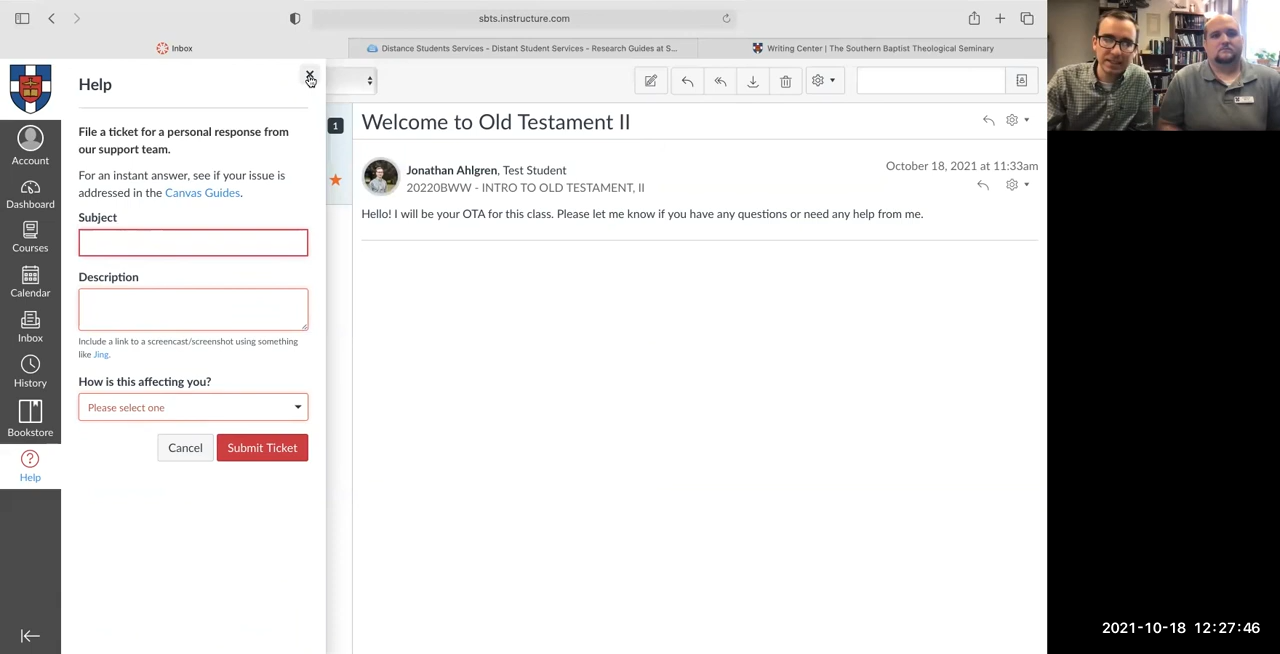 sbts.instructure.com
Inbox
Distance Students Services - Distant Student Services - Research Guides at S...
Writing Center | The Southern Baptist Theological Seminary
Account
Dashboard
Courses
Calendar
Inbox
History
Bookstore
Help
Help
File a ticket for a personal response from
our support team.
For an instant answer, see if your issue is
addressed in the Canvas Guides.
Subject
Description
Include a link to a screencast/screenshot using something
like Jing.
How is this affecting you?
Please select one
Cancel
Submit Ticket
1
Welcome to Old Testament II
Jonathan Ahlgren, Test Student
October 18, 2021 at 11:33am
20220BWW - INTRO TO OLD TESTAMENT, II
Hello! I will be your OTA for this class. Please let me know if you have any questions or need any help from me.
2021-10-18 12:27:46